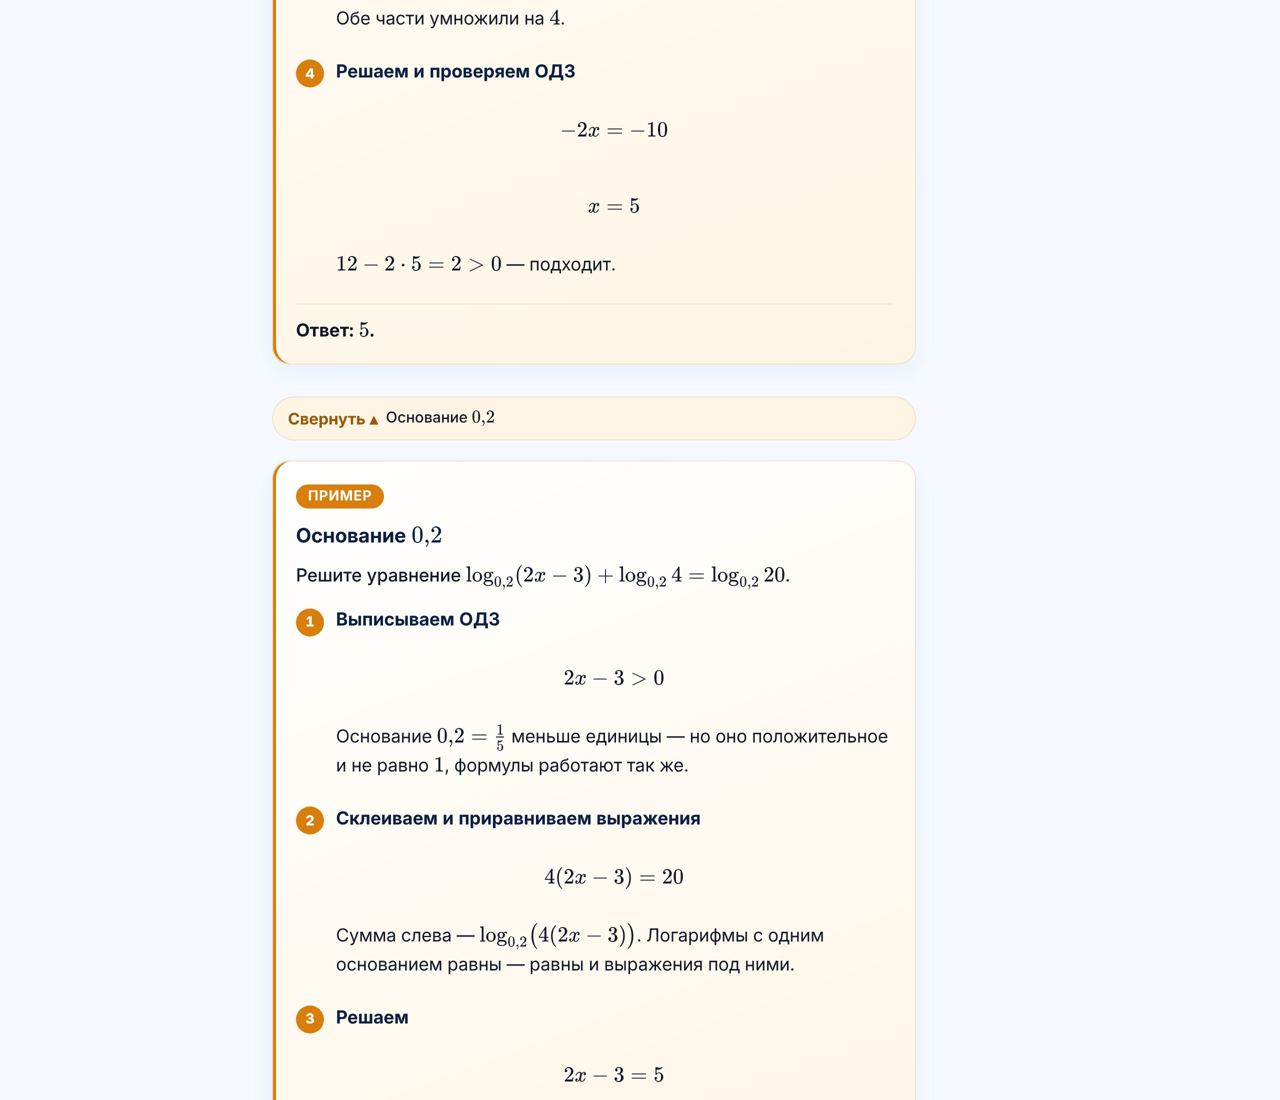 Обе части умножили на 4.
4 Решаем и проверяем ОДЗ
−2x = −10
x = 5
12 − 2 · 5 = 2 > 0 — подходит.
Ответ: 5.
Свернуть ▲ Основание 0,2
ПРИМЕР
Основание 0,2
Решите уравнение log₀,₂(2x − 3) + log₀,₂ 4 = log₀,₂ 20.
1 Выписываем ОДЗ
2x − 3 > 0
Основание 0,2 = 1/5 меньше единицы — но оно положительное
и не равно 1, формулы работают так же.
2 Склеиваем и приравниваем выражения
4(2x − 3) = 20
Сумма слева — log₀,₂(4(2x − 3)). Логарифмы с одним
основанием равны — равны и выражения под ними.
3 Решаем
2x − 3 = 5